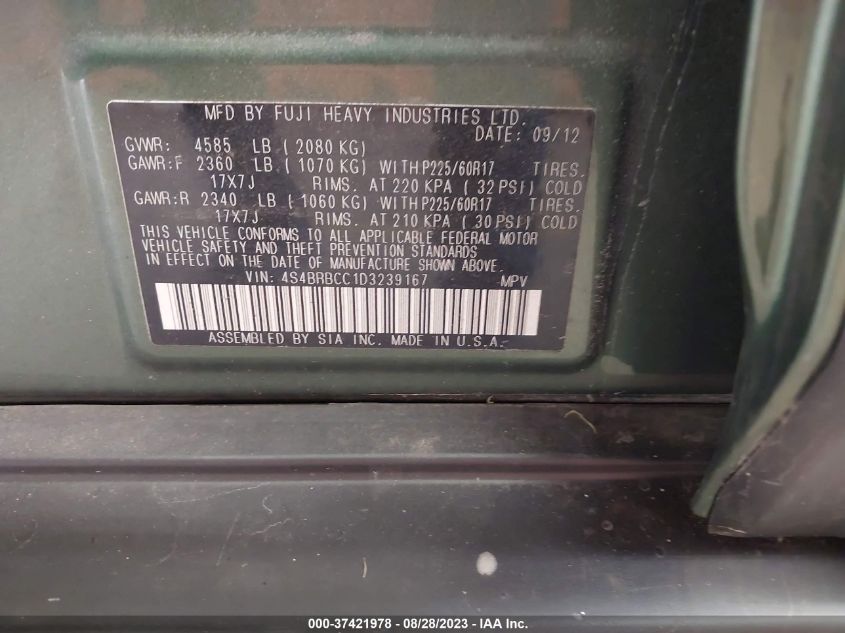 MFD BY FUJI HEAVY INDUSTRIES LTD.
DATE: 09/12
GVWR: 4585 LB ( 2080 KG)
GAWR:F 2360 LB ( 1070 KG) WITH P225/60R17 TIRES.
17X7J RIMS. AT 220 KPA ( 32 PSI) COLD
GAWR:R 2340 LB ( 1060 KG) WITH P225/60R17 TIRES.
17X7J RIMS. AT 210 KPA ( 30 PSI) COLD
THIS VEHICLE CONFORMS TO ALL APPLICABLE FEDERAL MOTOR
VEHICLE SAFETY AND THEFT PREVENTION STANDARDS
IN EFFECT ON THE DATE OF MANUFACTURE SHOWN ABOVE.
VIN: 4S4BRBCC1D3239167 MPV
ASSEMBLED BY SIA INC. MADE IN U.S.A.
000-37421978 - 08/28/2023 - IAA Inc.